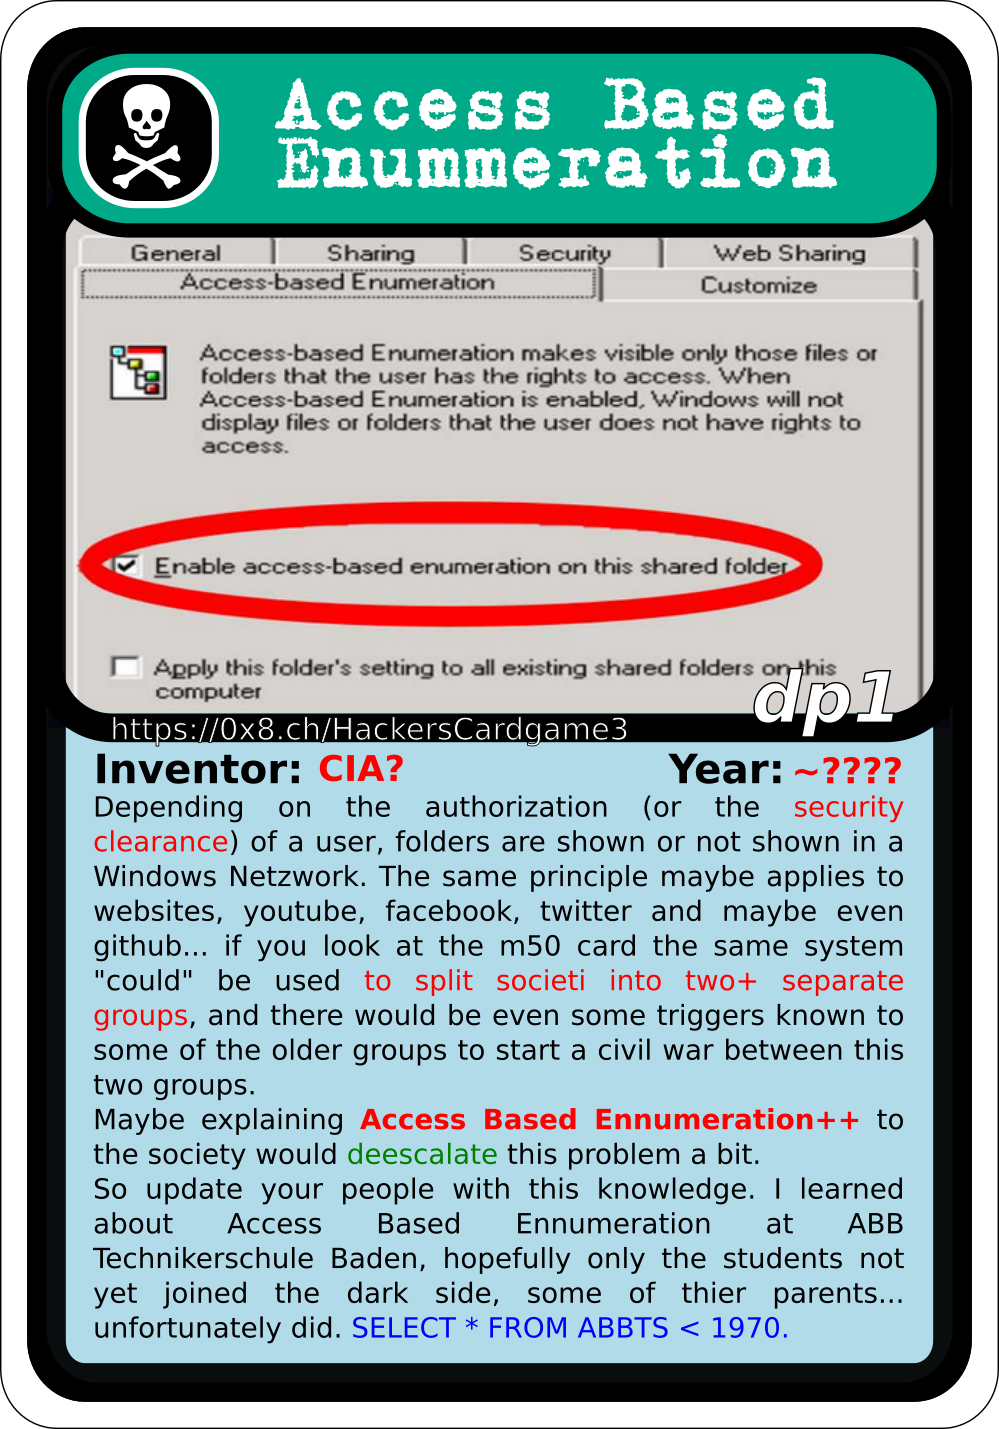 Access Based
Enummeration
General
Sharing
Security
Web Sharing
Access-based Enumeration
Customize
Access-based Enumeration makes visible only those files or
folders that the user has the rights to access. When
Access-based Enumeration is enabled, Windows will not
display files or folders that the user does not have rights to
access.
Enable access-based enumeration on this shared folder
Apply this folder's setting to all existing shared folders on this
computer
dp1
https://0x8.ch/HackersCardgame3
Inventor: CIA?
Year: ~????
Depending on the authorization (or the security
clearance) of a user, folders are shown or not shown in a
Windows Netzwork. The same principle maybe applies to
websites, youtube, facebook, twitter and maybe even
github... if you look at the m50 card the same system
"could" be used to split societi into two+ separate
groups, and there would be even some triggers known to
some of the older groups to start a civil war between this
two groups.
Maybe explaining Access Based Ennumeration++ to
the society would deescalate this problem a bit.
So update your people with this knowledge. I learned
about Access Based Ennumeration at ABB
Technikerschule Baden, hopefully only the students not
yet joined the dark side, some of thier parents...
unfortunately did. SELECT * FROM ABBTS < 1970.